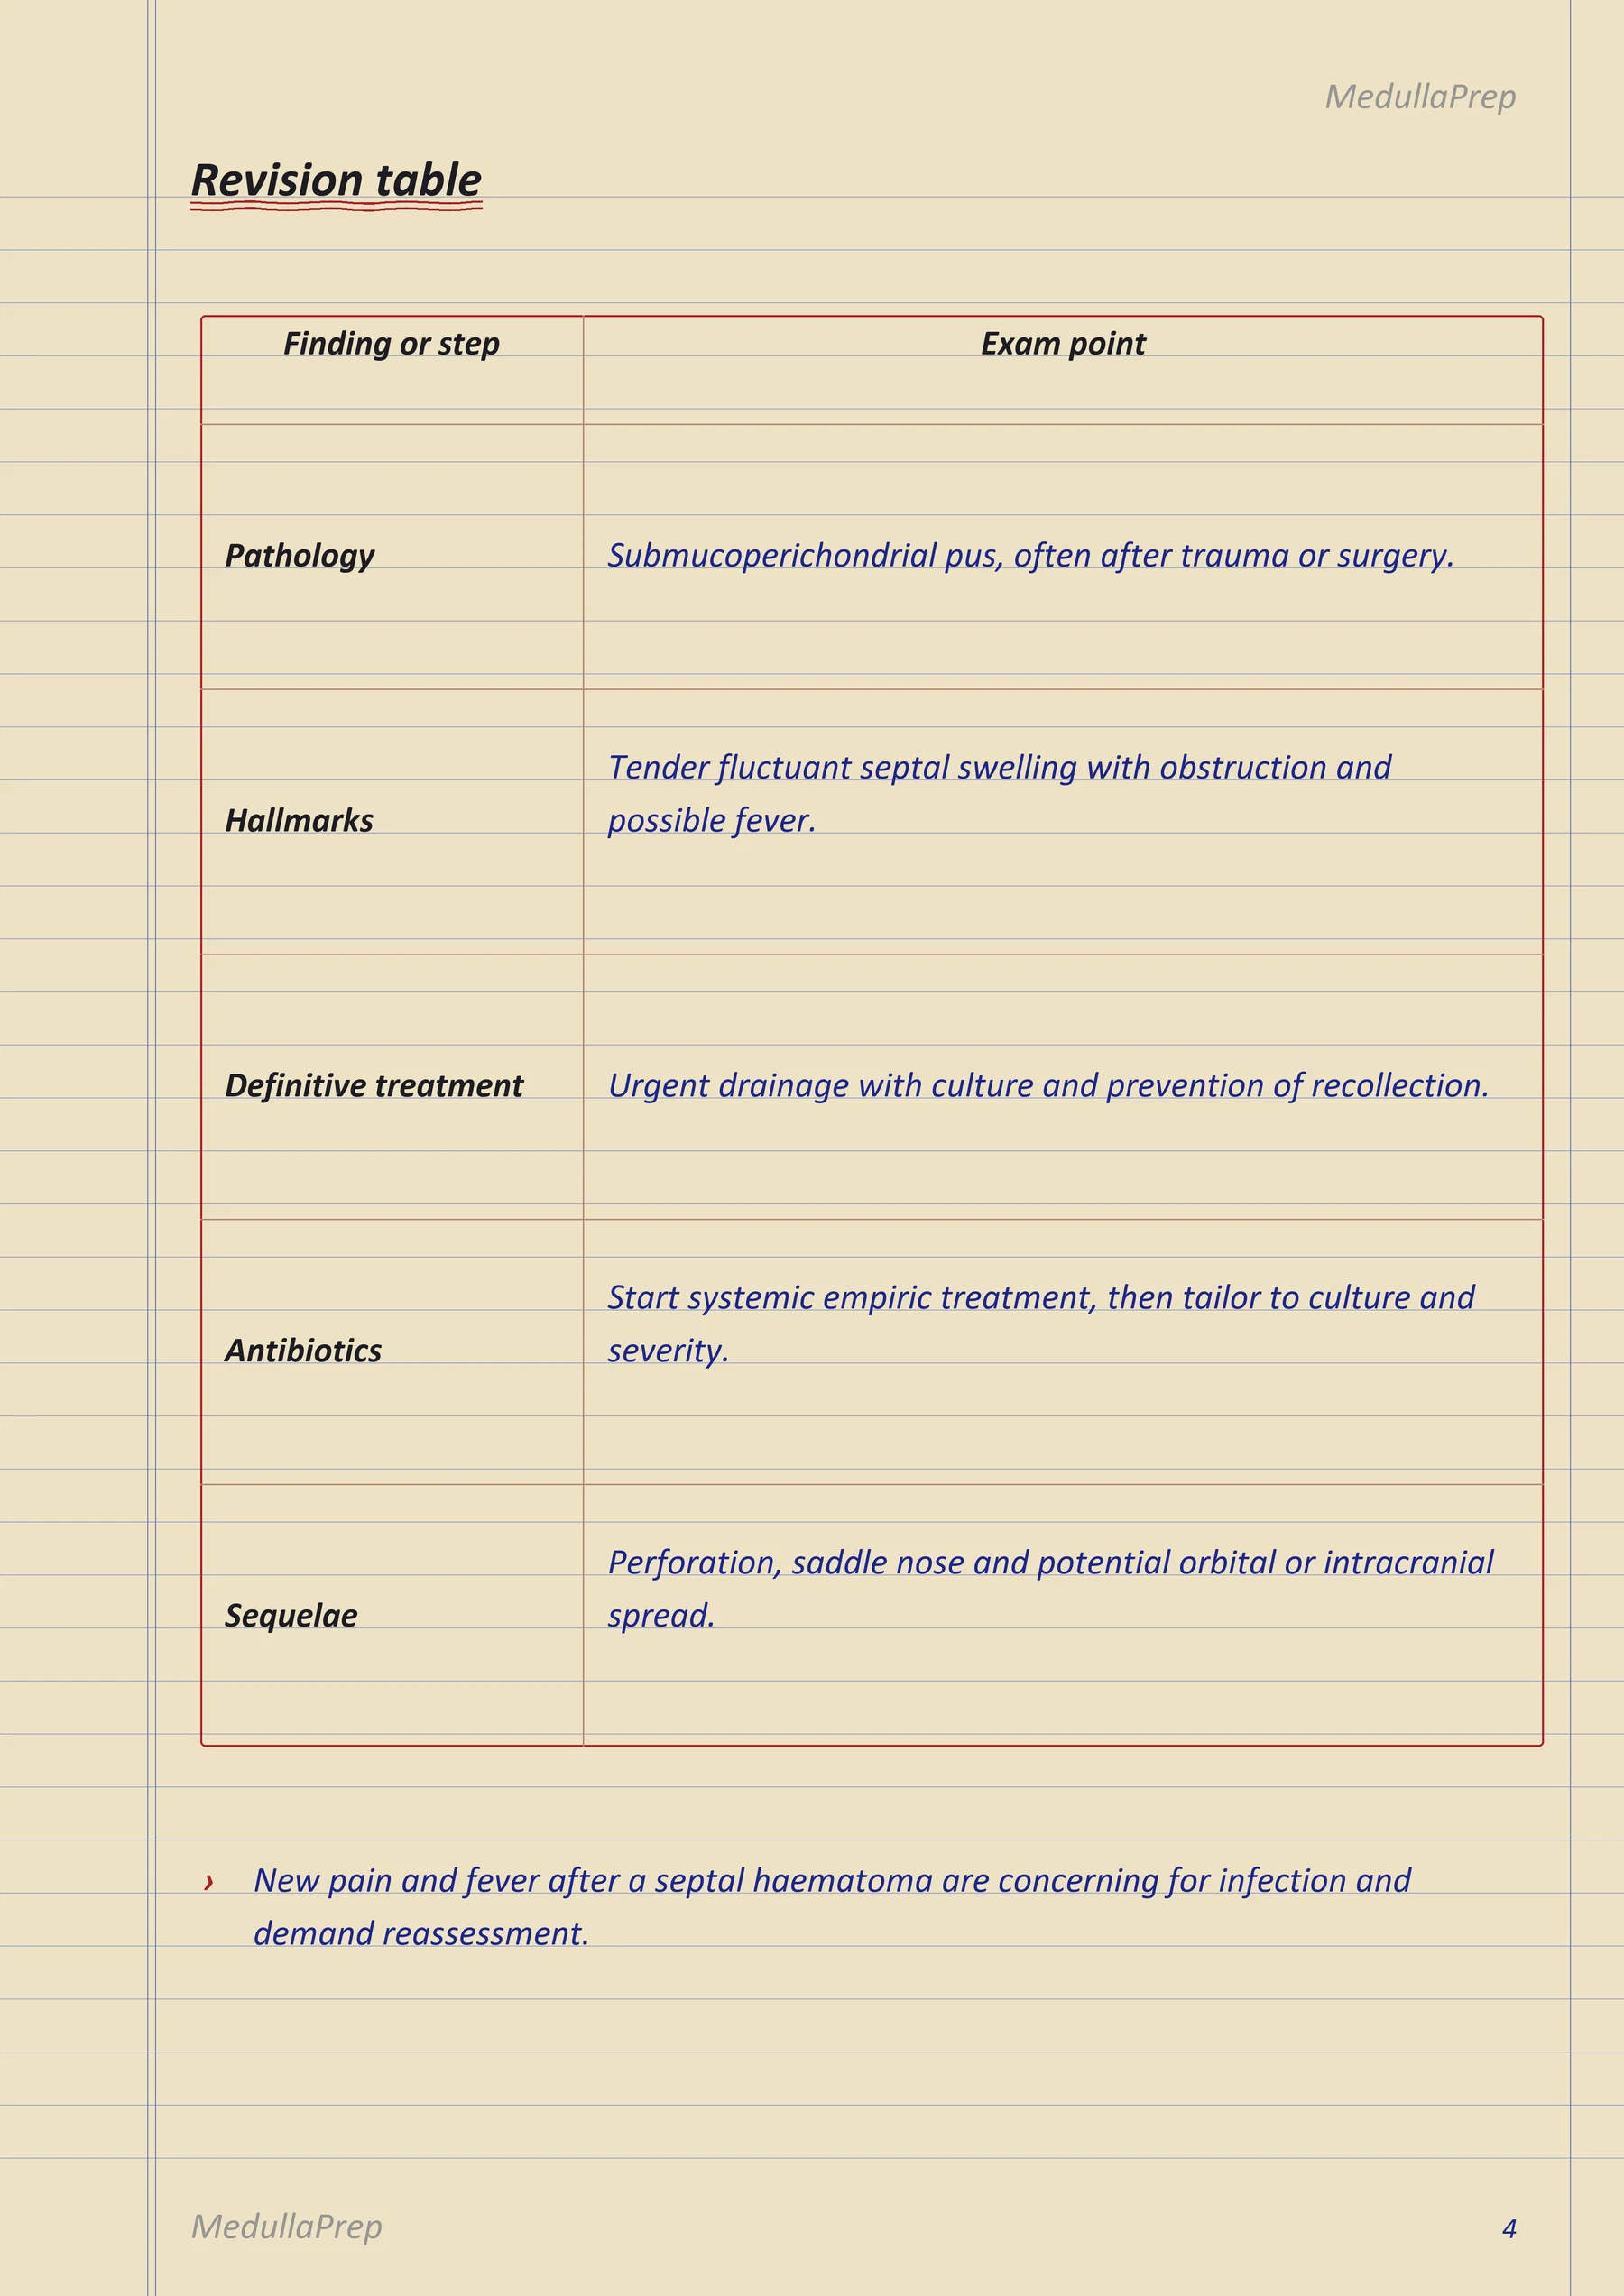 MedullaPrep
Revision table
Finding or step
Exam point
Pathology
Submucoperichondrial pus, often after trauma or surgery.
Hallmarks
Tender fluctuant septal swelling with obstruction and
possible fever.
Definitive treatment
Urgent drainage with culture and prevention of recollection.
Antibiotics
Start systemic empiric treatment, then tailor to culture and
severity.
Sequelae
Perforation, saddle nose and potential orbital or intracranial
spread.
› New pain and fever after a septal haematoma are concerning for infection and
demand reassessment.
MedullaPrep
4